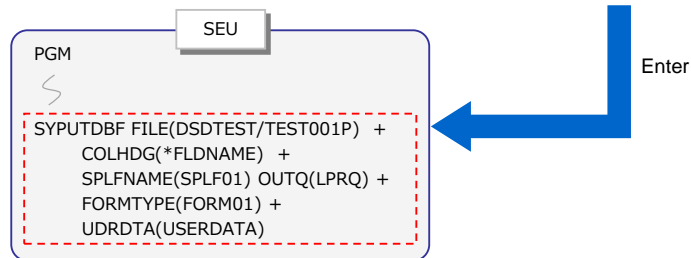 SEU
PGM
Enter
SYPUTDBF FILE(DSDTEST/TEST001P) +
COLHDG(*FLDNAME) +
SPLFNAME(SPLF01) OUTQ(LPRQ) +
FORMTYPE(FORM01) +
UDRDTA(USERDATA)